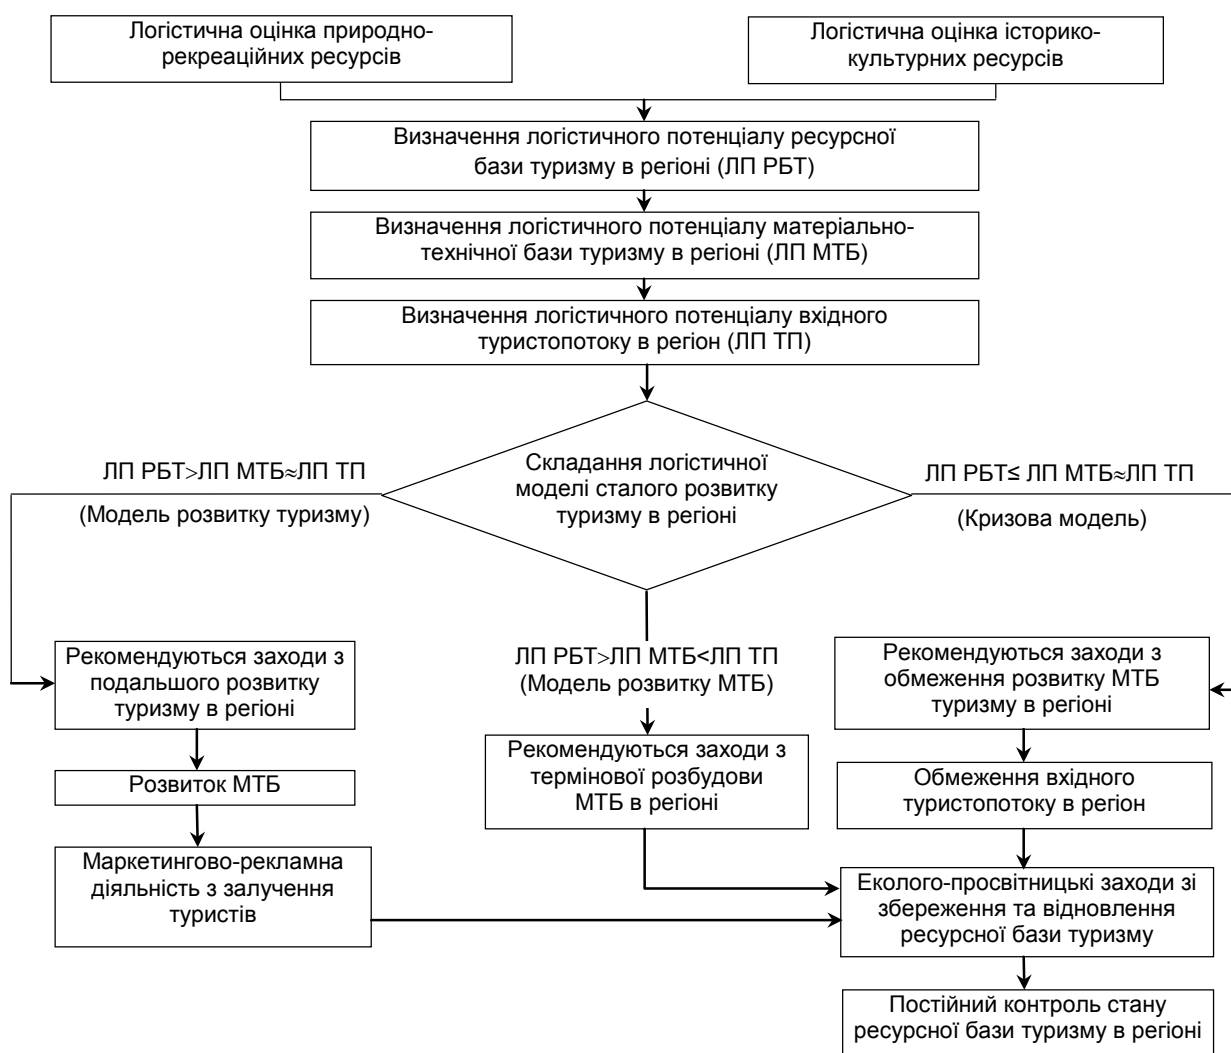 Логістична оцінка природно-
рекреаційних ресурсів
Логістична оцінка історико-
культурних ресурсів
Визначення логістичного потенціалу ресурсної
бази туризму в регіоні (ЛП РБТ)
Визначення логістичного потенціалу матеріально-
технічної бази туризму в регіоні (ЛП МТБ)
Визначення логістичного потенціалу вхідного
туристопотоку в регіон (ЛП ТП)
Складання логістичної
моделі сталого розвитку
туризму в регіоні
ЛП РБТ>ЛП МТБ≈ЛП ТП
(Модель розвитку туризму)
ЛП РБТ≤ ЛП МТБ≈ЛП ТП
(Кризова модель)
ЛП РБТ>ЛП МТБ<ЛП ТП
(Модель розвитку МТБ)
Рекомендуються заходи з
подальшого розвитку
туризму в регіоні
Розвиток МТБ
Маркетингово-рекламна
діяльність з залучення
туристів
Рекомендуються заходи з
термінової розбудови
МТБ в регіоні
Рекомендуються заходи з
обмеження розвитку МТБ
туризму в регіоні
Обмеження вхідного
туристопотоку в регіон
Еколого-просвітницькі заходи зі
збереження та відновлення
ресурсної бази туризму
Постійний контроль стану
ресурсної бази туризму в регіоні